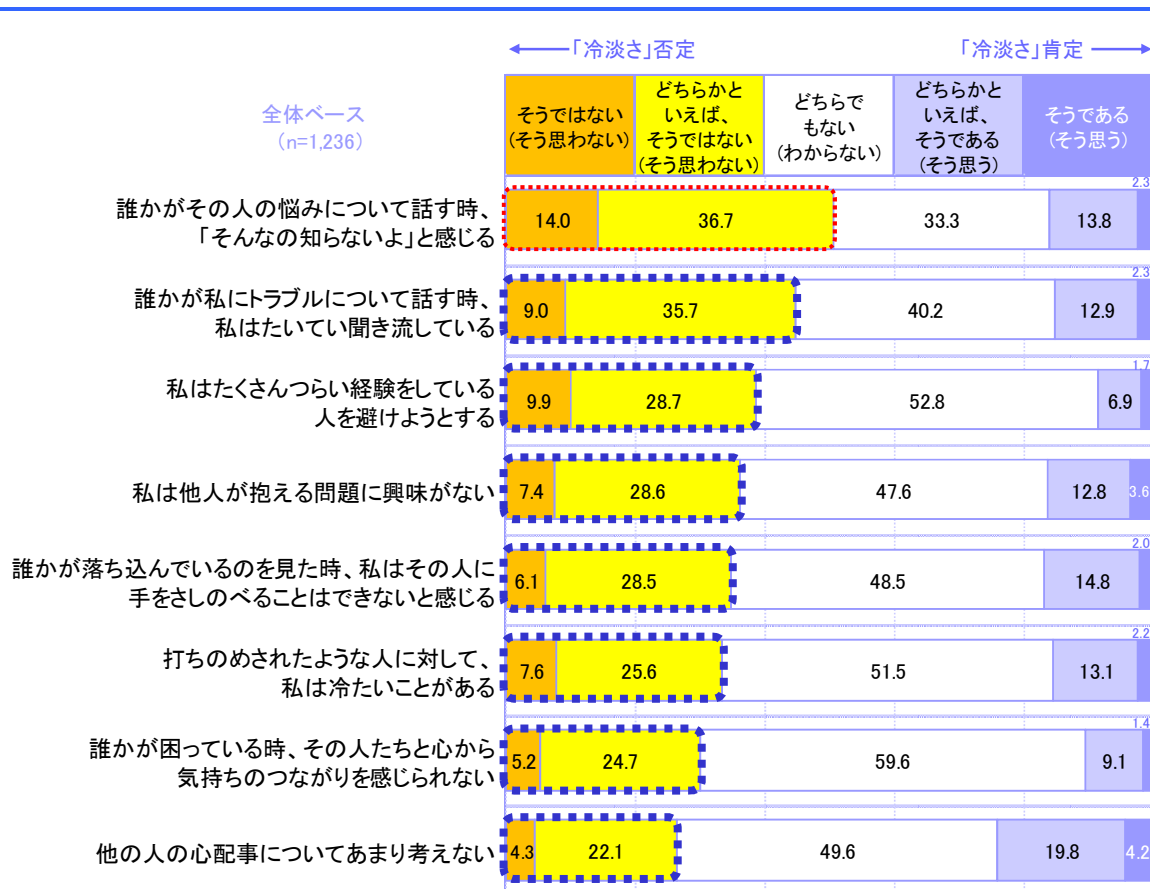 「冷淡さ」否定
「冷淡さ」肯定
全体ベース
(n=1,236)
そうではない
(そう思わない)
どちらかと
いえば、
そうではない
(そう思わない)
どちらで
もない
(わからない)
どちらかと
いえば、
そうである
(そう思う)
そうである
(そう思う)
誰かがその人の悩みについて話す時、
「そんなの知らないよ」と感じる
14.0 36.7 33.3 13.8 2.3
誰かが私にトラブルについて話す時、
私はたいてい聞き流している
9.0 35.7 40.2 12.9 2.3
私はたくさんつらい経験をしている
人を避けようとする
9.9 28.7 52.8 6.9 1.7
私は他人が抱える問題に興味がない
7.4 28.6 47.6 12.8 3.6
誰かが落ち込んでいるのを見た時、私はその人に
手をさしのべることはできないと感じる
6.1 28.5 48.5 14.8 2.0
打ちのめされたような人に対して、
私は冷たいことがある
7.6 25.6 51.5 13.1 2.2
誰かが困っている時、その人たちと心から
気持ちのつながりを感じられない
5.2 24.7 59.6 9.1 1.4
他の人の心配事についてあまり考えない
4.3 22.1 49.6 19.8 4.2